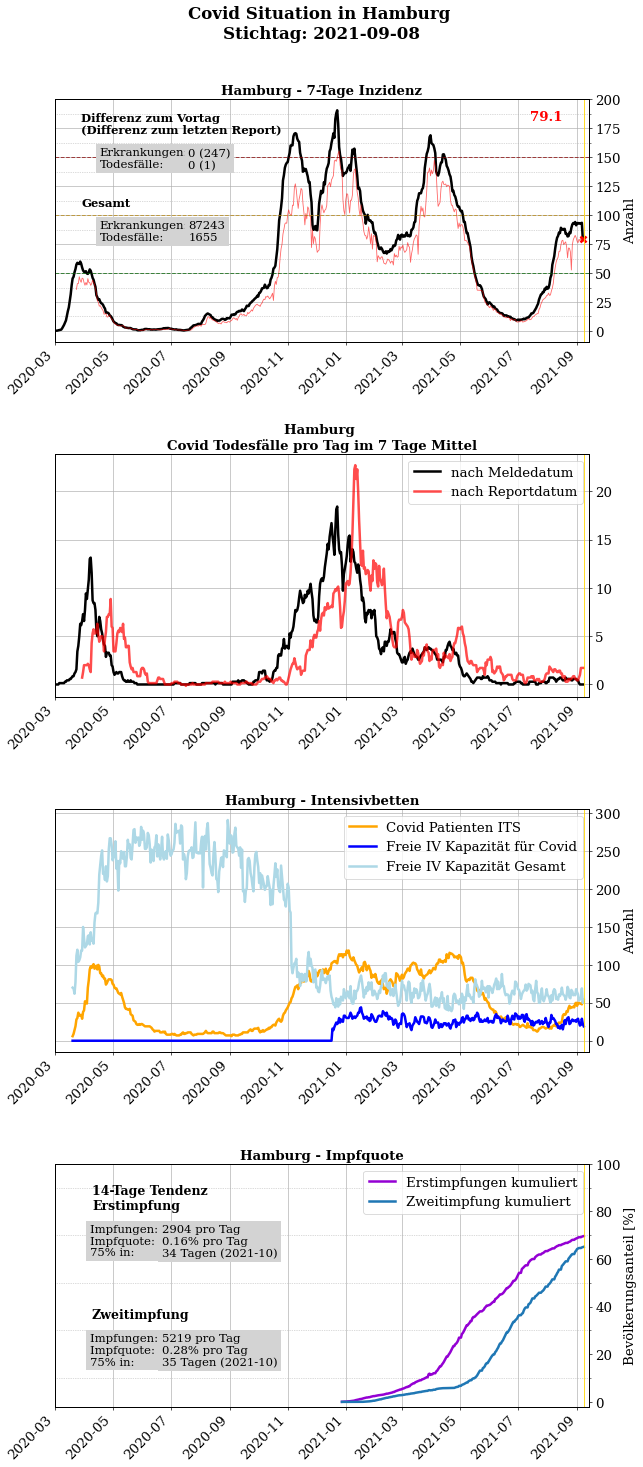 Covid Situation in Hamburg
Stichtag: 2021-09-08
Hamburg - 7-Tage Inzidenz
Differenz zum Vortag
(Differenz zum letzten Report)
Erkrankungen 0 (247)
Todesfälle: 0 (1)
Gesamt
Erkrankungen 87243
Todesfälle: 1655
79.1
200
175
150
125
100
75
50
25
0
Anzahl
2020-03
2020-05
2020-07
2020-09
2020-11
2021-01
2021-03
2021-05
2021-07
2021-09
Hamburg
Covid Todesfälle pro Tag im 7 Tage Mittel
nach Meldedatum
nach Reportdatum
20
15
10
5
0
2020-03
2020-05
2020-07
2020-09
2020-11
2021-01
2021-03
2021-05
2021-07
2021-09
Hamburg - Intensivbetten
Covid Patienten ITS
Freie IV Kapazität für Covid
Freie IV Kapazität Gesamt
300
250
200
150
100
50
0
Anzahl
2020-03
2020-05
2020-07
2020-09
2020-11
2021-01
2021-03
2021-05
2021-07
2021-09
Hamburg - Impfquote
14-Tage Tendenz
Erstimpfung
Impfungen: 2904 pro Tag
Impfquote: 0.16% pro Tag
75% in: 34 Tagen (2021-10)
Zweitimpfung
Impfungen: 5219 pro Tag
Impfquote: 0.28% pro Tag
75% in: 35 Tagen (2021-10)
Erstimpfungen kumuliert
Zweitimpfung kumuliert
100
80
60
40
20
0
Bevölkerungsanteil [%]
2020-03
2020-05
2020-07
2020-09
2020-11
2021-01
2021-03
2021-05
2021-07
2021-09